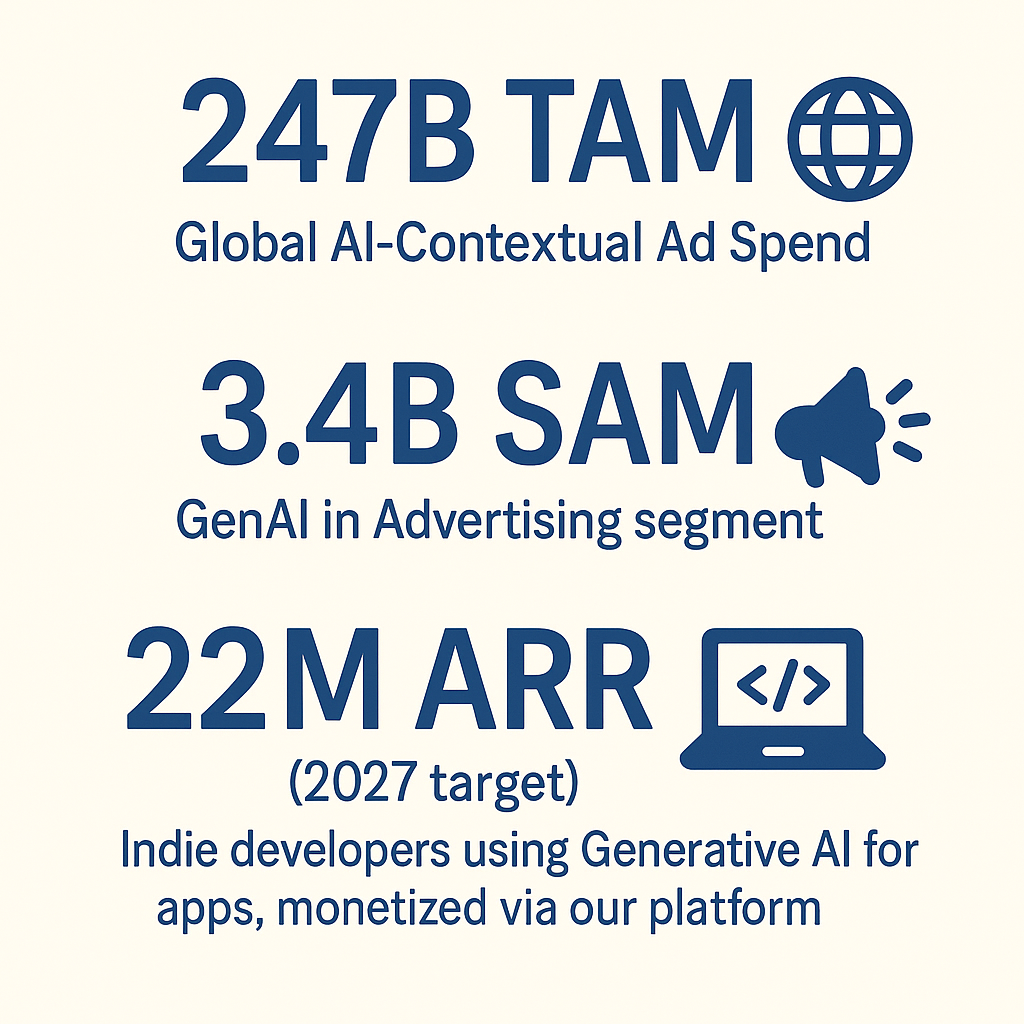 247B TAM
Global AI-Contextual Ad Spend
3.4B SAM
GenAI in Advertising segment
22M ARR
(2027 target)
Indie developers using Generative AI for
apps, monetized via our platform